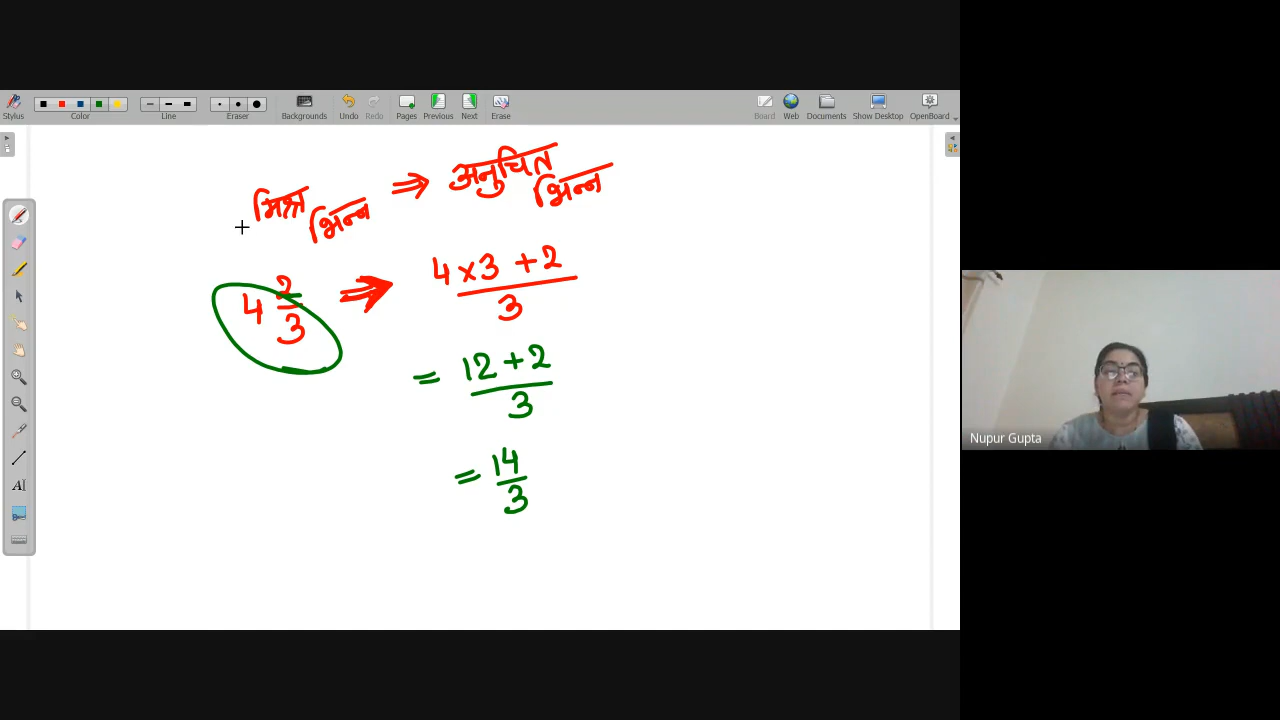 Stylus
Color
Line
Eraser
Backgrounds
Undo
Redo
Pages
Previous
Next
Erase
Board
Web
Documents
Show Desktop
OpenBoard
मिश्र भिन्न ⇒ अनुचित भिन्न
4 2/3 ⇒ (4 × 3 + 2)/3
= (12 + 2)/3
= 14/3
Nupur Gupta